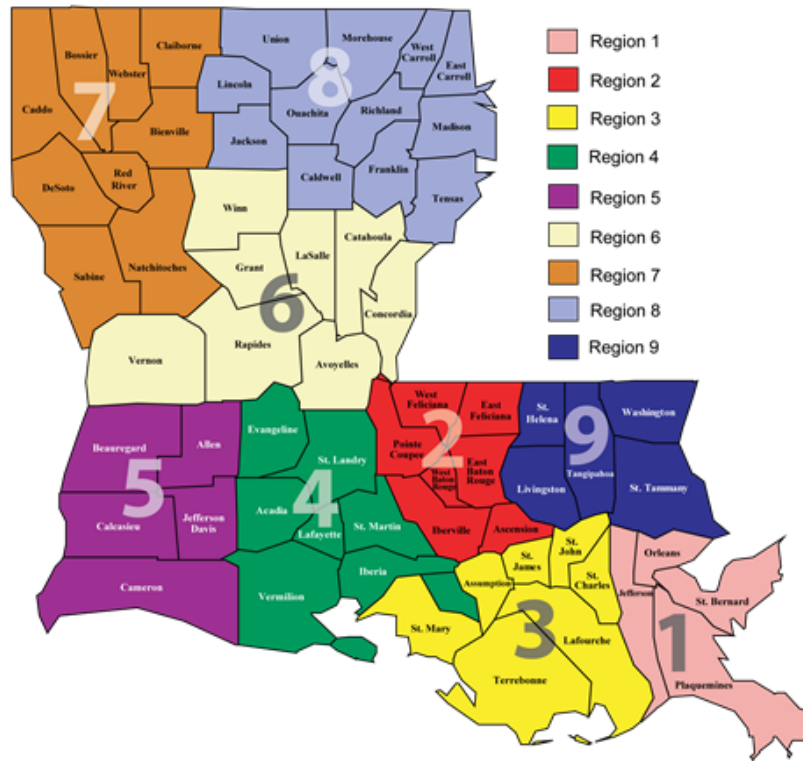 Region 1
Region 2
Region 3
Region 4
Region 5
Region 6
Region 7
Region 8
Region 9
Caddo
Bossier
Webster
Claiborne
Bienville
DeSoto
Red
River
Sabine
Natchitoches
7
Union
Morehouse
West
Carroll
East
Carroll
Lincoln
Ouachita
Richland
Madison
Jackson
Caldwell
Franklin
Tensas
8
Winn
Grant
LaSalle
Catahoula
Concordia
Vernon
Rapides
Avoyelles
6
Beauregard
Allen
Calcasieu
Jefferson
Davis
Cameron
5
Evangeline
St. Landry
Acadia
Lafayette
St. Martin
Iberia
Vermilion
4
West
Feliciana
East
Feliciana
Pointe
Coupee
West
Baton
Rouge
East
Baton
Rouge
Iberville
Ascension
2
St.
Helena
Tangipahoa
Washington
Livingston
St. Tammany
9
Assumption
St.
James
St.
John
St.
Charles
St. Mary
Lafourche
Terrebonne
3
Orleans
Jefferson
St. Bernard
Plaquemines
1